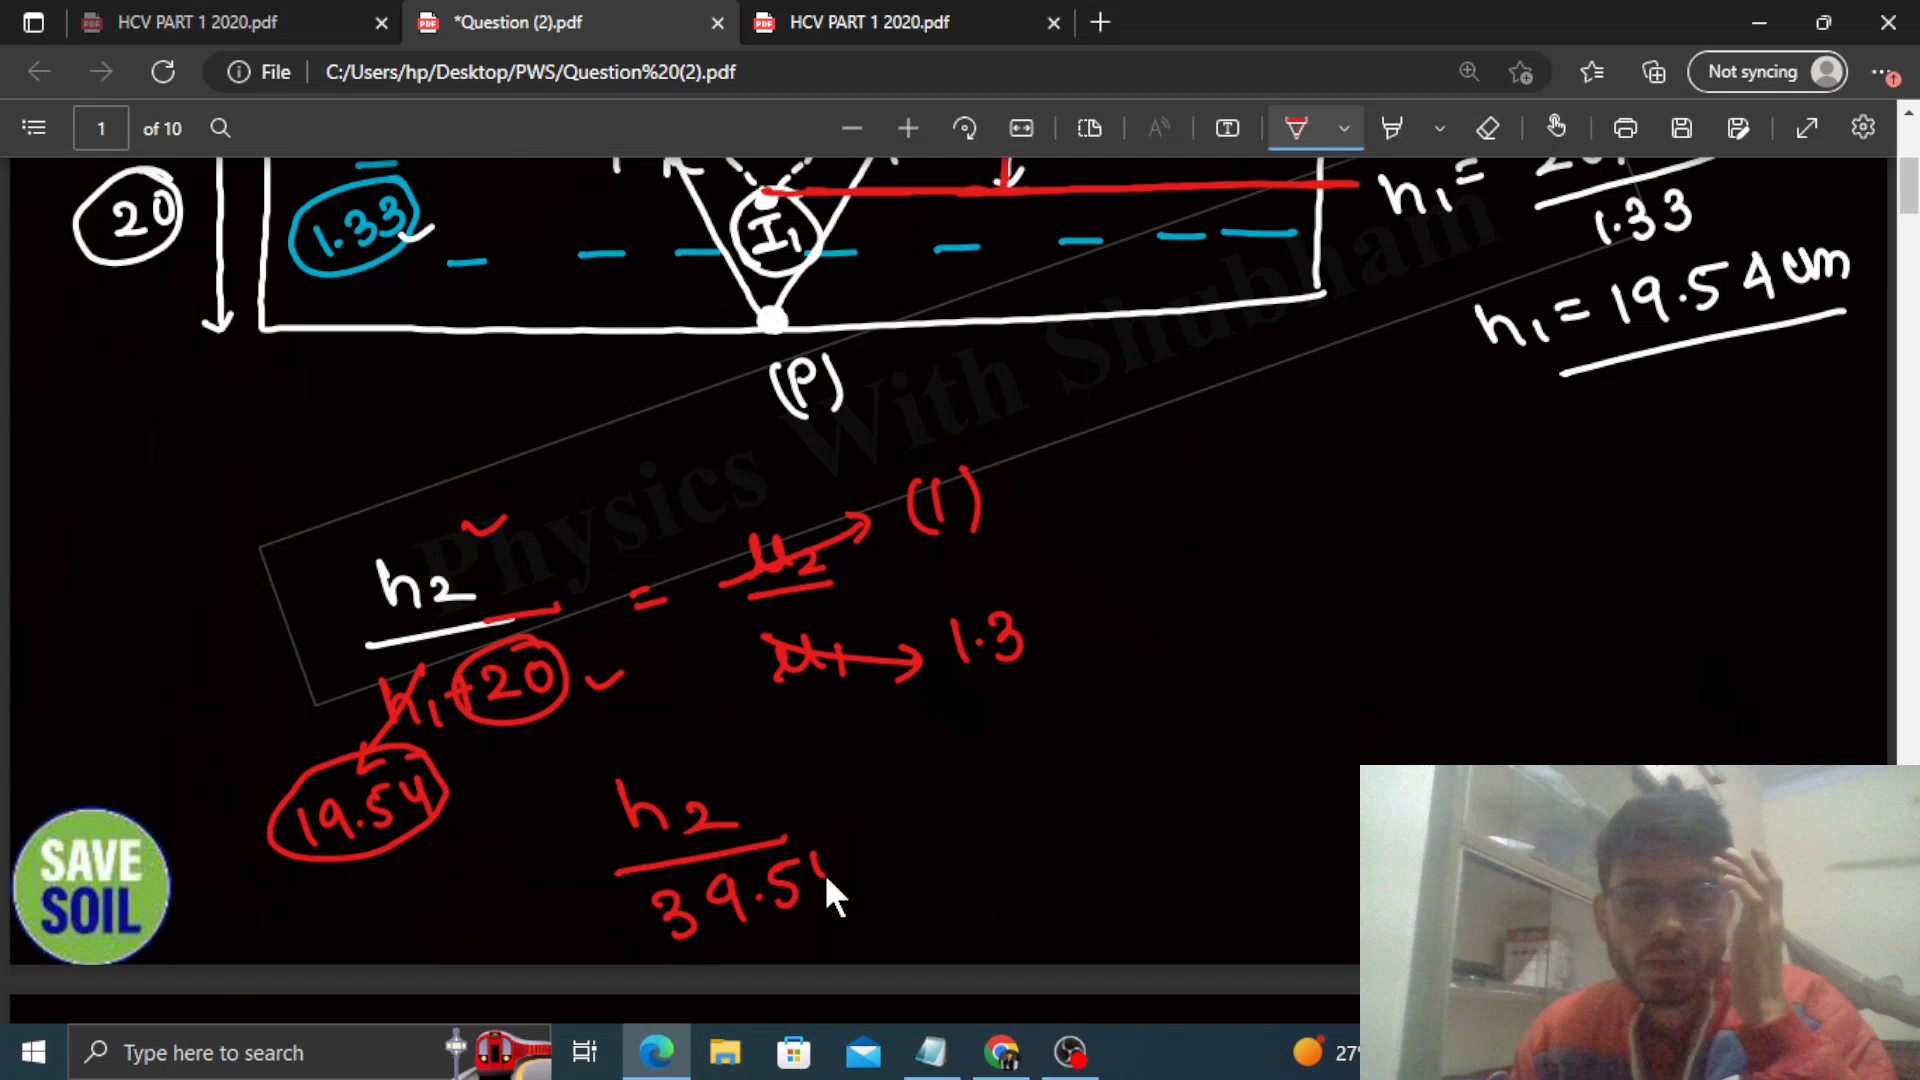 HCV PART 1 2020.pdf
*Question (2).pdf
HCV PART 1 2020.pdf
File
C:/Users/hp/Desktop/PWS/Question%20(2).pdf
Not syncing
1 of 10
20
1.33
I₁
h₁ =
1.33
h₁ = 19.54 cm
(P)
Physics With Shubham
h₂
h₁+20
=
μ₂
μ₁
(1)
1.3
19.54
h₂
39.5
SAVE
SOIL
Type here to search
27°